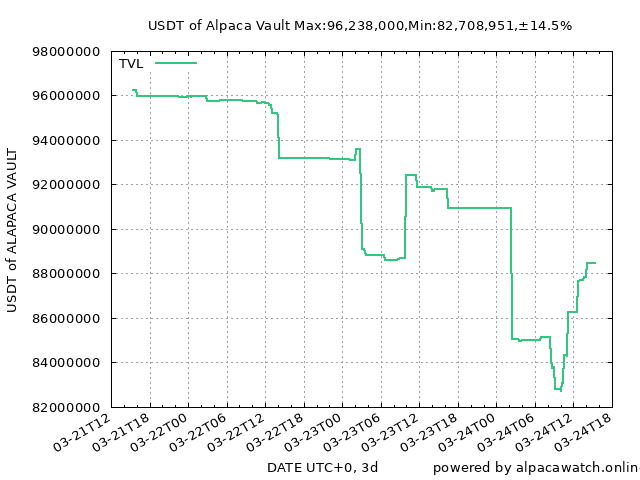 USDT of Alpaca Vault Max:96,238,000,Min:82,708,951,±14.5%
TVL
98000000
96000000
94000000
92000000
90000000
88000000
86000000
84000000
82000000
USDT of ALAPACA VAULT
03-21T12
03-21T18
03-22T00
03-22T06
03-22T12
03-22T18
03-23T00
03-23T06
03-23T12
03-23T18
03-24T00
03-24T06
03-24T12
03-24T18
DATE UTC+0, 3d
powered by alpacawatch.onlin